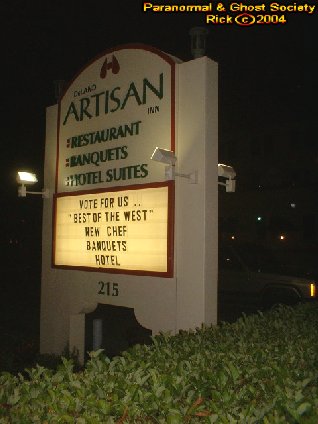 Paranormal & Ghost Society
Rick © 2004
DELAND
ARTISAN
INN
RESTAURANT
BANQUETS
HOTEL SUITES
VOTE FOR US ..
"BEST OF THE WEST"
NEW CHEF
BANQUETS
HOTEL
215